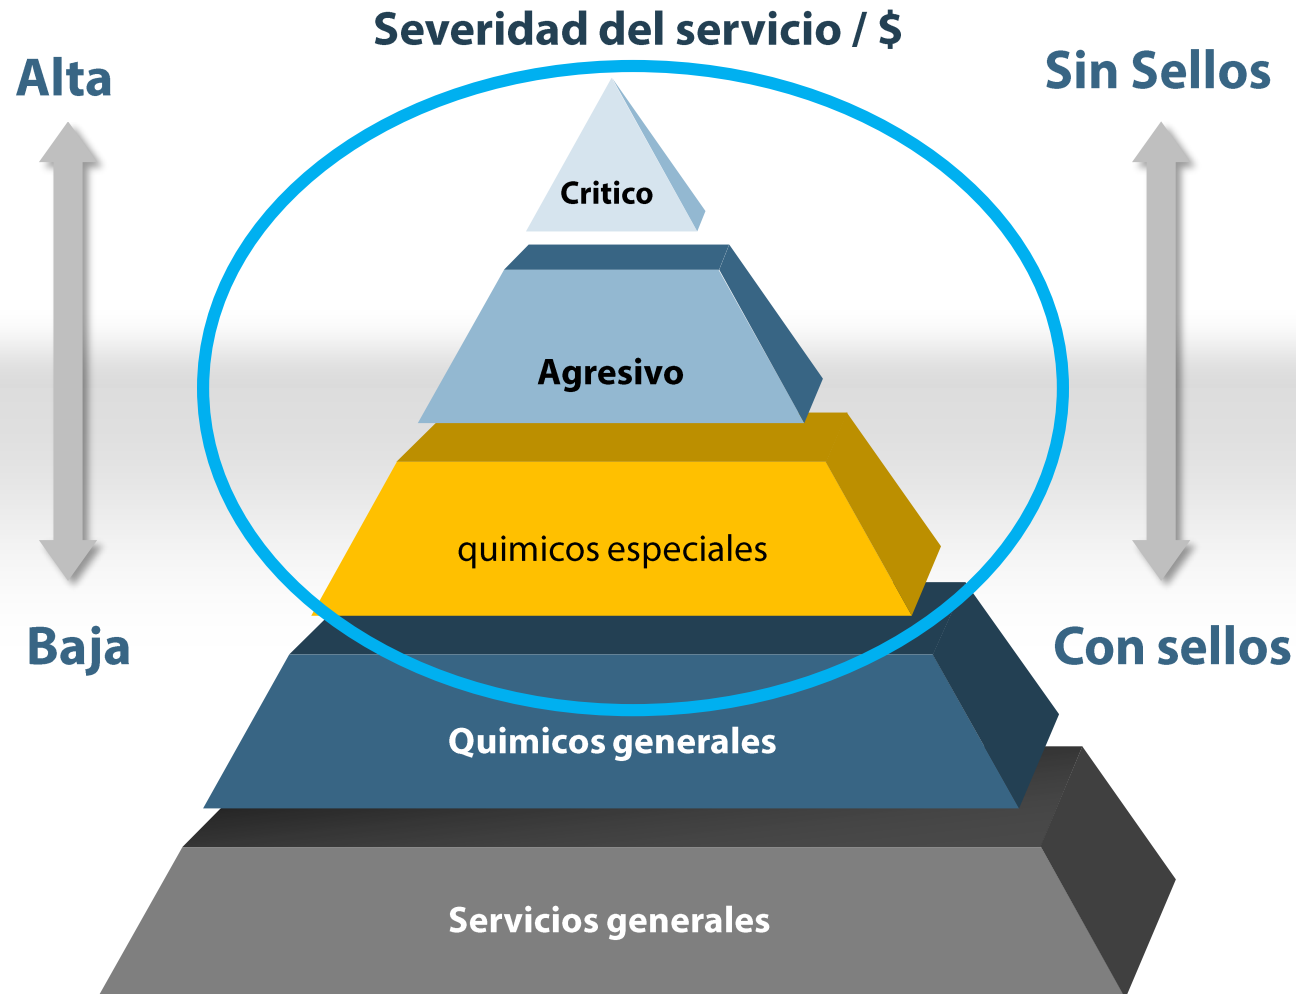 Severidad del servicio / $
Alta
Sin Sellos
Critico
Agresivo
quimicos especiales
Baja
Con sellos
Quimicos generales
Servicios generales